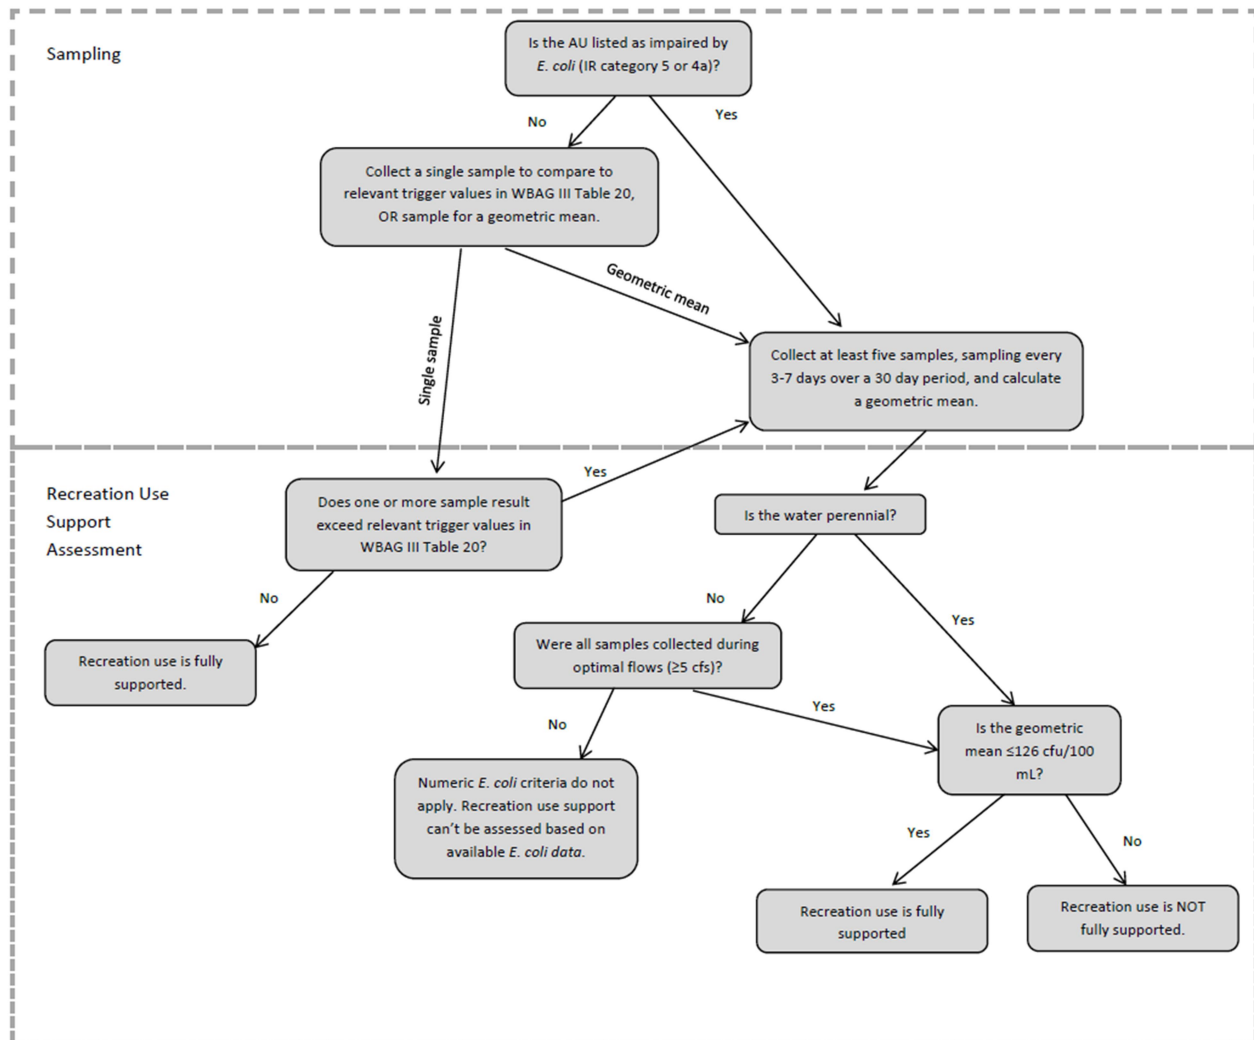 Sampling
Is the AU listed as impaired by
E. coli (IR category 5 or 4a)?
No
Yes
Collect a single sample to compare to
relevant trigger values in WBAG III Table 20,
OR sample for a geometric mean.
Geometric mean
Single sample
Collect at least five samples, sampling every
3-7 days over a 30 day period, and calculate
a geometric mean.
Recreation Use
Support
Assessment
Does one or more sample result
exceed relevant trigger values in
WBAG III Table 20?
Yes
No
Recreation use is fully
supported.
Is the water perennial?
No
Yes
Were all samples collected during
optimal flows (≥5 cfs)?
No
Yes
Numeric E. coli criteria do not
apply. Recreation use support
can't be assessed based on
available E. coli data.
Is the geometric
mean ≤126 cfu/100
mL?
Yes
No
Recreation use is fully
supported
Recreation use is NOT
fully supported.